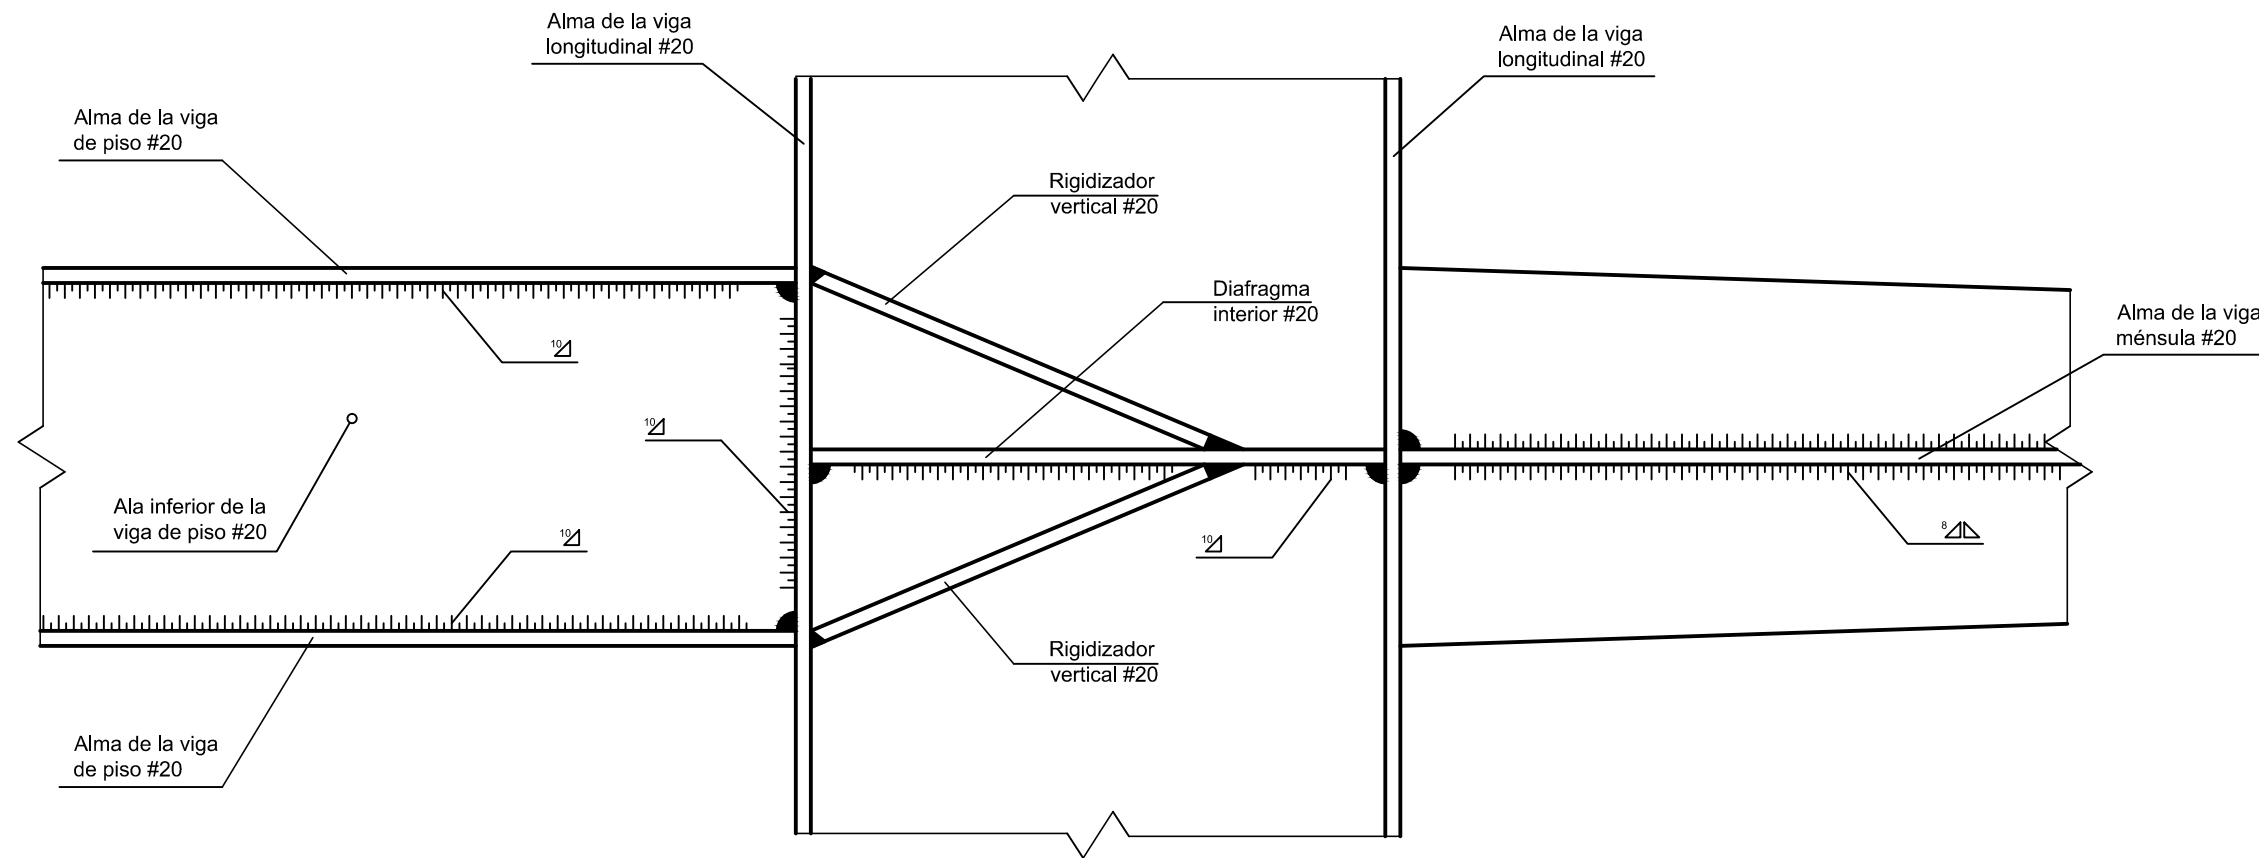 Alma de la viga
longitudinal #20
Alma de la viga
longitudinal #20
Alma de la viga
de piso #20
Rigidizador
vertical #20
Diafragma
interior #20
Alma de la viga
ménsula #20
10
10
Ala inferior de la
viga de piso #20
10
10
8
Rigidizador
vertical #20
Alma de la viga
de piso #20